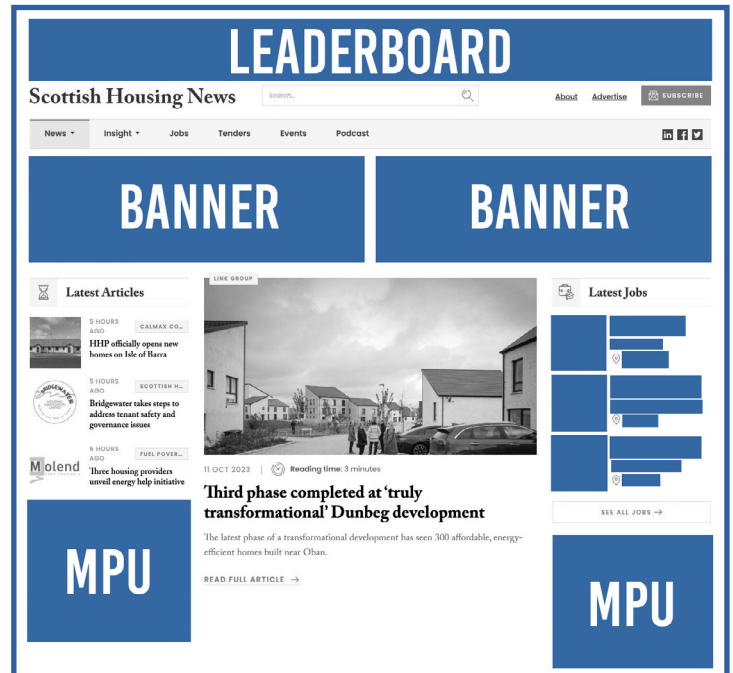 LEADERBOARD
Scottish Housing News
Search...
About
Advertise
SUBSCRIBE
News
Insight
Jobs
Tenders
Events
Podcast
BANNER
BANNER
Latest Articles
5 HOURS
AGO
CALMAX CO...
HHP officially opens new
homes on Isle of Barra
BRIDGEWATER
5 HOURS
AGO
SCOTTISH H...
Bridgewater takes steps to
address tenant safety and
governance issues
Molend
6 HOURS
AGO
FUEL POVER...
Three housing providers
unveil energy help initiative
MPU
LINK GROUP
11 OCT 2023
Reading time: 3 minutes
Third phase completed at ‘truly
transformational’ Dunbeg development
The latest phase of a transformational development has seen 300 affordable, energy-
efficient homes built near Oban.
READ FULL ARTICLE →
Latest Jobs
SEE ALL JOBS →
MPU